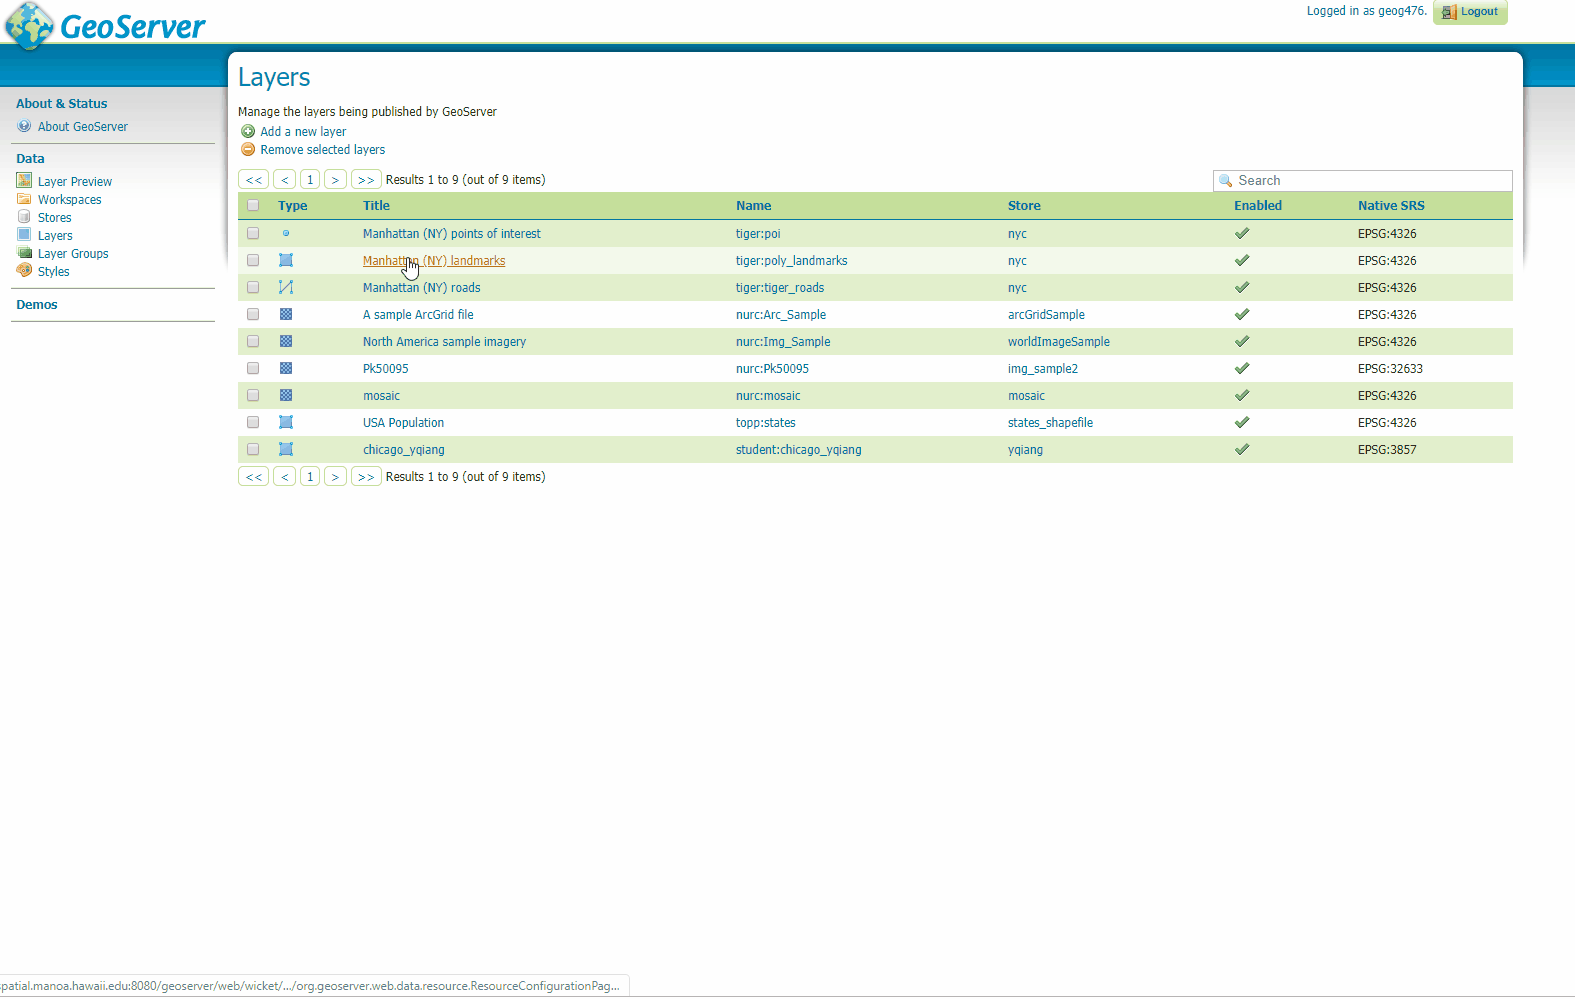 GeoServer
Logged in as geog476. Logout
About & Status
About GeoServer
Data
Layer Preview
Workspaces
Stores
Layers
Layer Groups
Styles
Demos
Layers
Manage the layers being published by GeoServer
Add a new layer
Remove selected layers
<< < 1 > >> Results 1 to 9 (out of 9 items) Search
Type Title Name Store Enabled Native SRS
Manhattan (NY) points of interest tiger:poi nyc EPSG:4326
Manhattan (NY) landmarks tiger:poly_landmarks nyc EPSG:4326
Manhattan (NY) roads tiger:tiger_roads nyc EPSG:4326
A sample ArcGrid file nurc:Arc_Sample arcGridSample EPSG:4326
North America sample imagery nurc:Img_Sample worldImageSample EPSG:4326
Pk50095 nurc:Pk50095 img_sample2 EPSG:32633
mosaic nurc:mosaic mosaic EPSG:4326
USA Population topp:states states_shapefile EPSG:4326
chicago_yqiang student:chicago_yqiang yqiang EPSG:3857
<< < 1 > >> Results 1 to 9 (out of 9 items)
spatial.manoa.hawaii.edu:8080/geoserver/web/wicket/.../org.geoserver.web.data.resource.ResourceConfigurationPag...